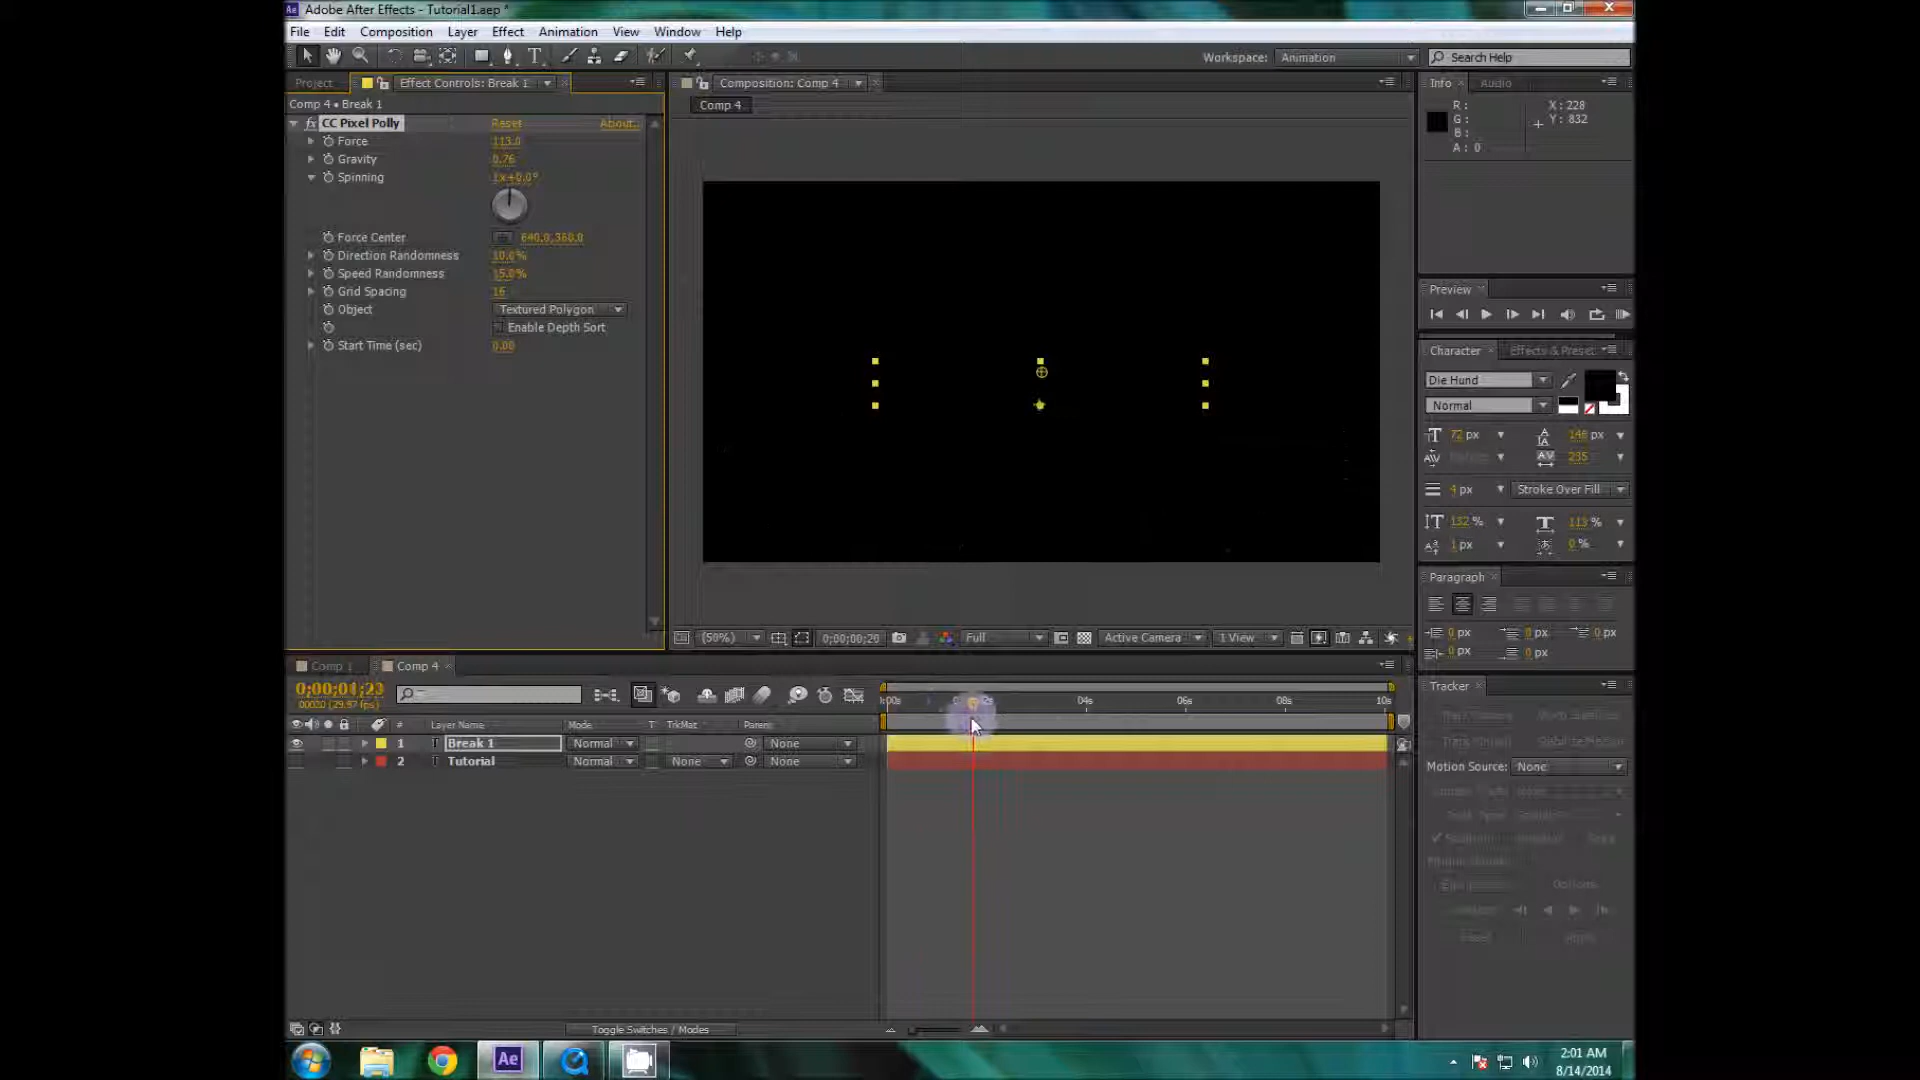 Adobe After Effects - Tutorial1.aep *
File Edit Composition Layer Effect Animation View Window Help
Workspace: Animation Search Help
Project Effect Controls: Break 1 Composition: Comp 4 Info Audio
Comp 4 • Break 1 Comp 4
CC Pixel Polly Reset About...
Force 113.0
Gravity 0.76
Spinning 1x+0.0°
Force Center 640.0,360.0
Direction Randomness 10.0%
Speed Randomness 15.0%
Grid Spacing 16
Object Textured Polygon
Enable Depth Sort
Start Time (sec) 0.00
R : X : 228
G : Y : 832
B :
A : 0
Preview
Character Effects & Preset
Die Hund
Normal
72 px 146 px
235
4 px Stroke Over Fill
132 % 113 %
1 px 0 %
Paragraph
0 px 0 px 0 px
0 px 0 px
(50%) 0;00;00;20 Full Active Camera 1 View
Comp 1 Comp 4
0;00;01;23
00020 (29.97 fps)
04s 06s 08s 10s
# Layer Name Mode T TrkMat Parent
1 T Break 1 Normal None
2 T Tutorial Normal None None
Toggle Switches / Modes
Tracker
Motion Source: None
Ae
2:01 AM
8/14/2014